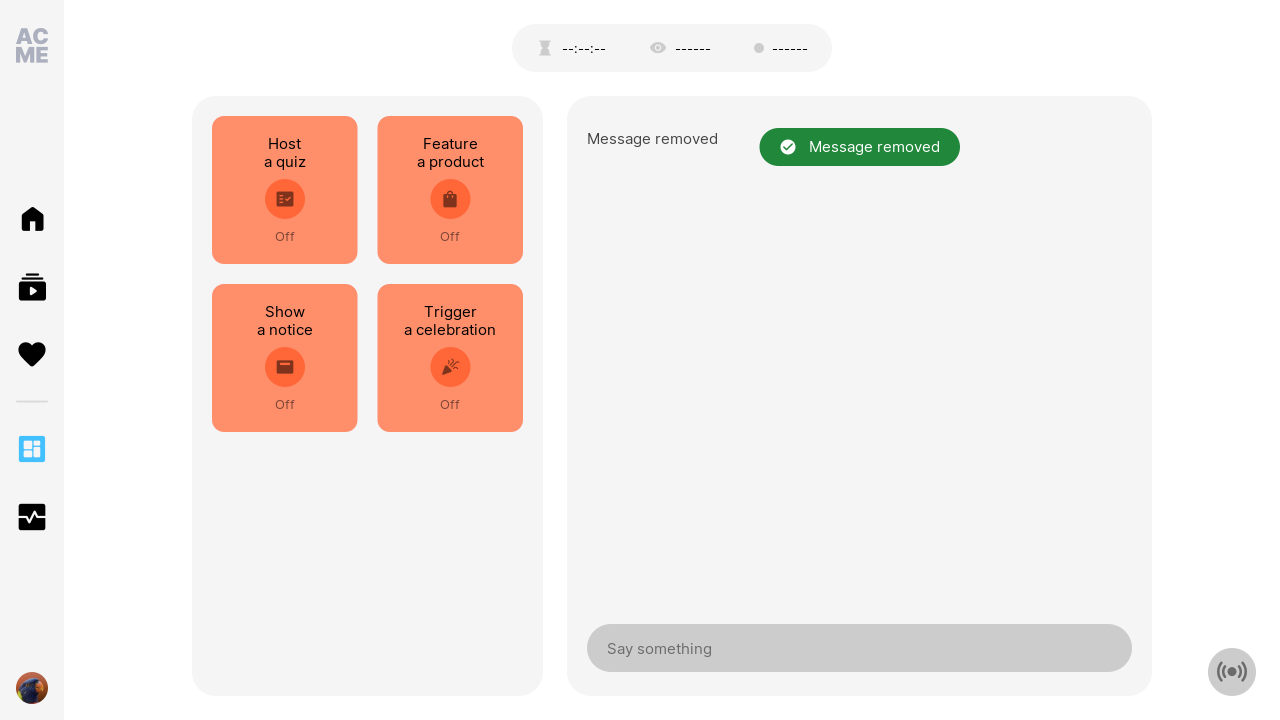 AC
ME
--:--:--
------
------
Host
a quiz
Off
Feature
a product
Off
Show
a notice
Off
Trigger
a celebration
Off
Message removed
Message removed
Say something